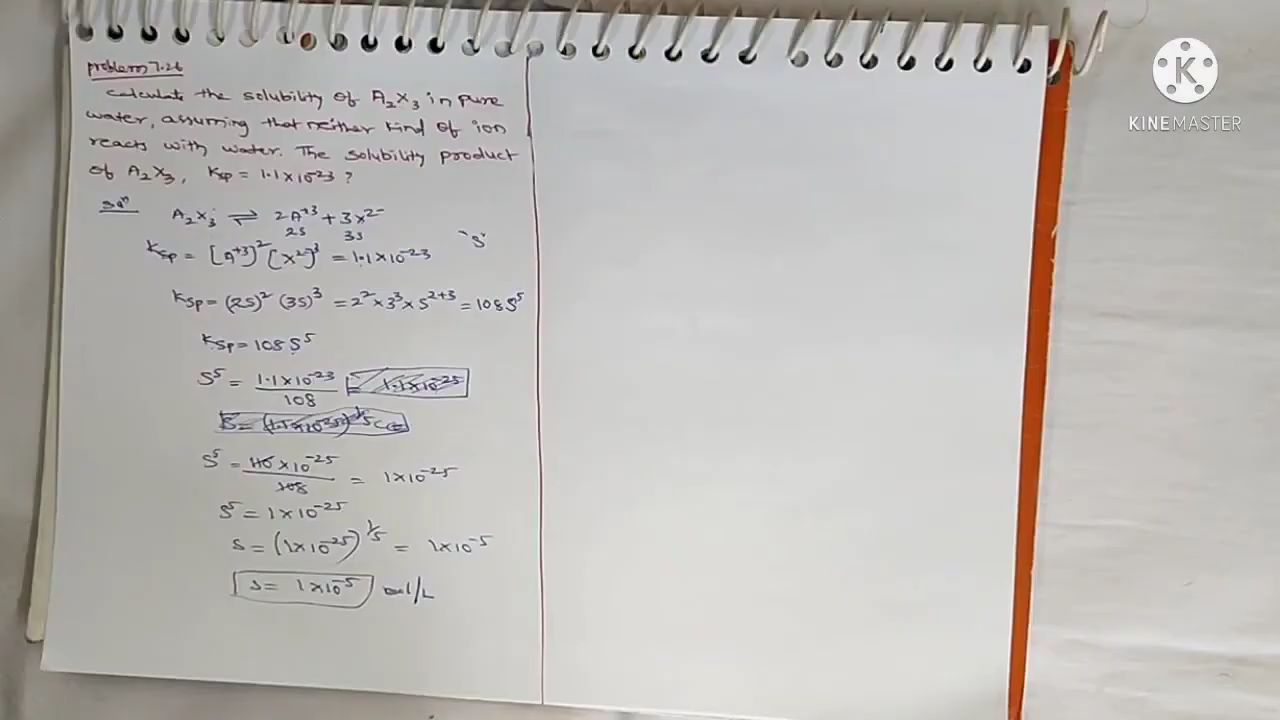 problem 7.26
calculate the solubility of A₂X₃ in pure
water, assuming that neither kind of ion
reacts with water. The solubility product
of A₂X₃, Ksp = 1.1×10⁻²³ ?
Solⁿ
A₂X₃ ⇌ 2A⁺³ + 3X²⁻
2S 3S
"S"
Ksp = [A⁺³]² [X²⁻]³ = 1.1×10⁻²³
Ksp = (2S)² (3S)³ = 2² × 3³ × S²⁺³ = 108S⁵
Ksp = 108 S⁵
S⁵ = 1.1×10⁻²³ / 108 = 1.1×10⁻²⁵
S⁵ = 110 × 10⁻²⁵ / 108 = 1×10⁻²⁵
S⁵ = 1×10⁻²⁵
S = (1×10⁻²⁵)^1/5 = 1×10⁻⁵
S = 1×10⁻⁵ mol/L
K
KINEMASTER